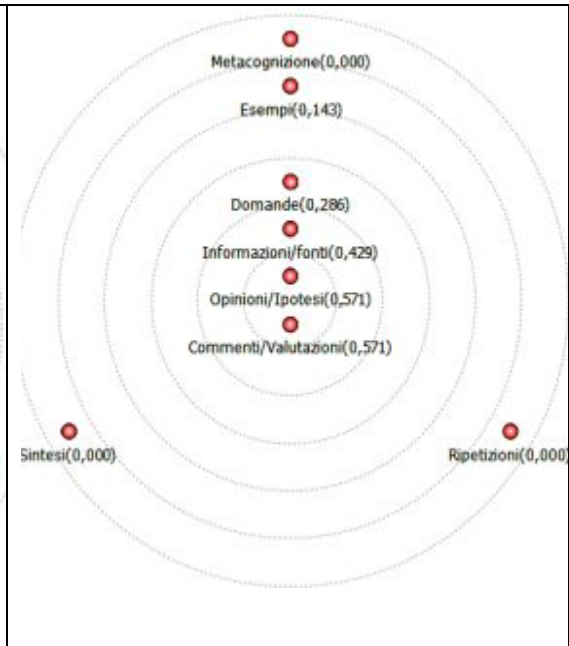 Metacognizione(0,000)
Esempi(0,143)
Domande(0,286)
Informazioni/fonti(0,429)
Opinioni/Ipotesi(0,571)
Commenti/Valutazioni(0,571)
Sintesi(0,000)
Ripetizioni(0,000)